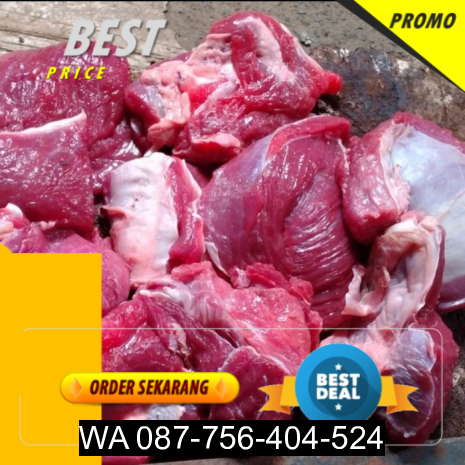 BEST
PRICE
PROMO
ORDER SEKARANG
BEST
DEAL
WA 087-756-404-524